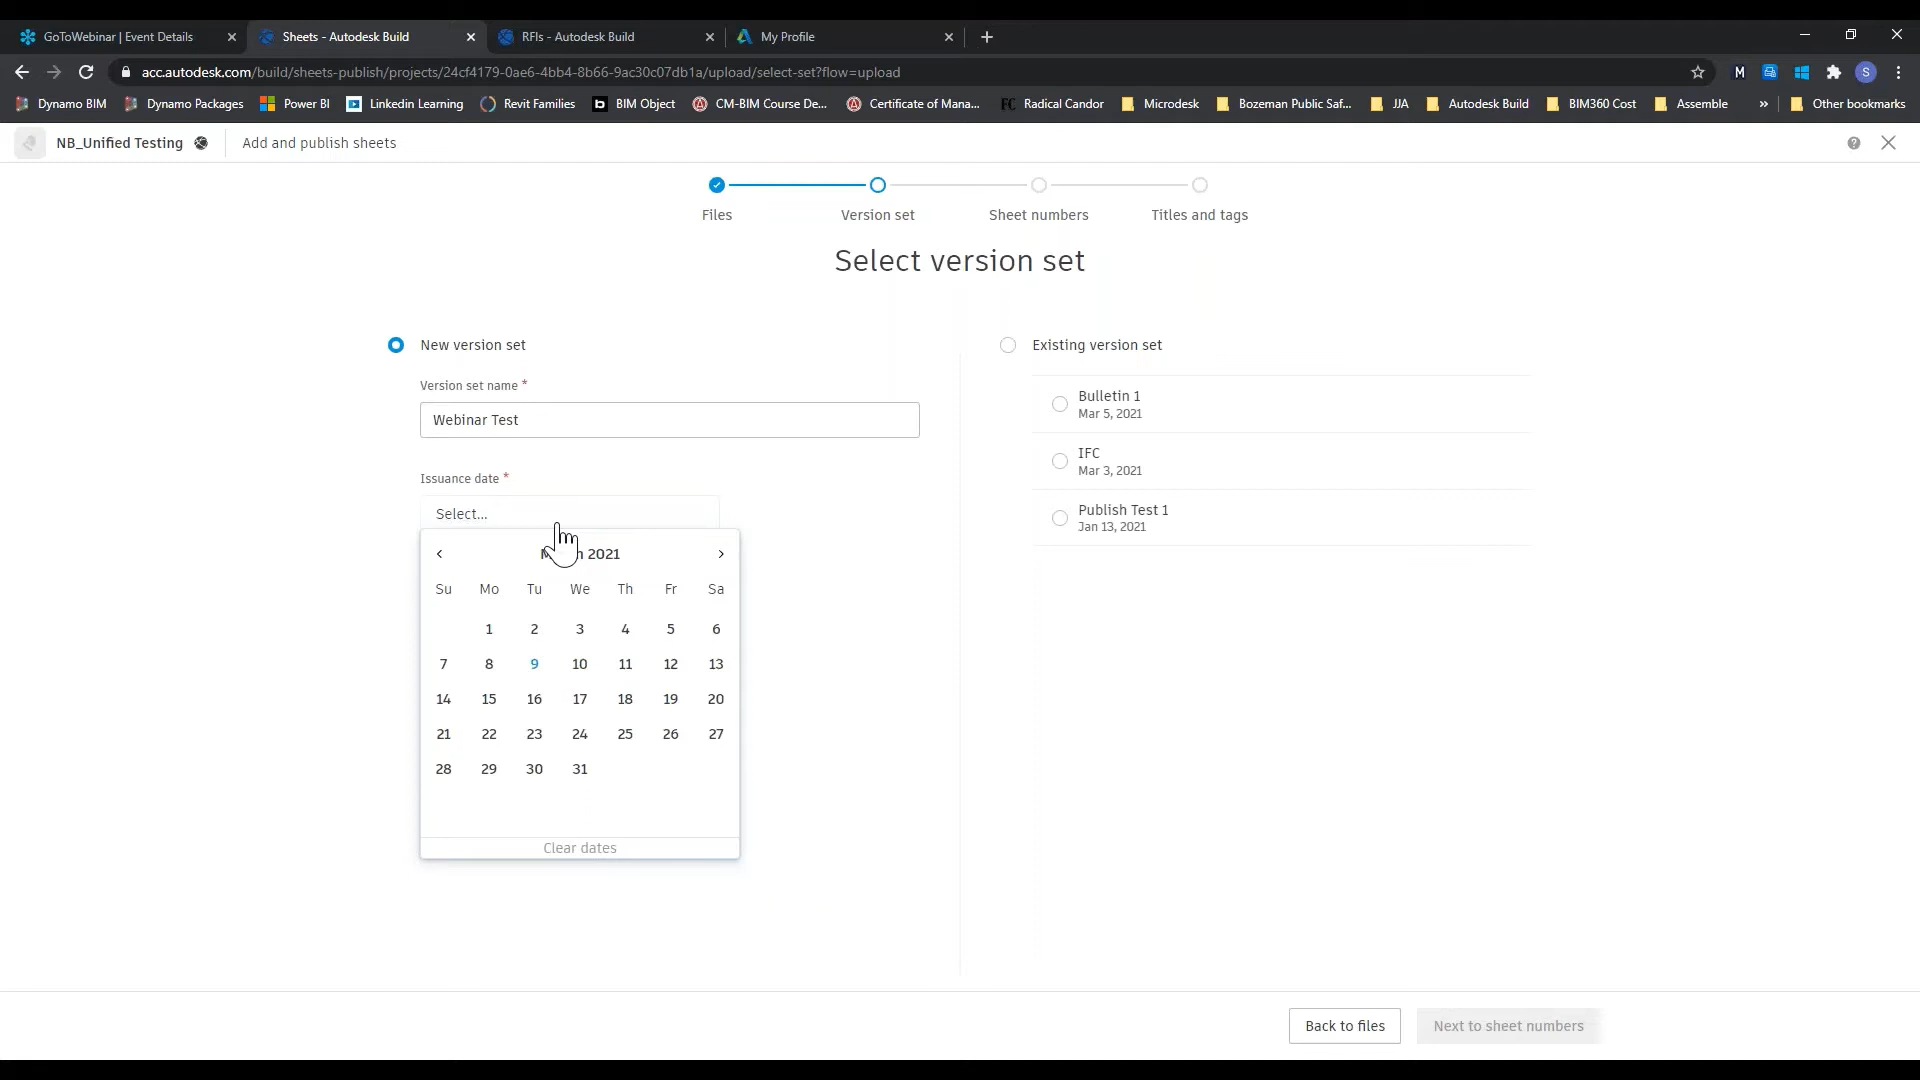 GoToWebinar | Event Details
Sheets - Autodesk Build
RFIs - Autodesk Build
My Profile
acc.autodesk.com/build/sheets-publish/projects/24cf4179-0ae6-4bb4-8b66-9ac30c07db1a/upload/select-set?flow=upload
M
S
Dynamo BIM
Dynamo Packages
Power BI
Linkedin Learning
Revit Families
b BIM Object
CM-BIM Course De...
Certificate of Mana...
FC Radical Candor
Microdesk
Bozeman Public Saf...
JJA
Autodesk Build
BIM360 Cost
Assemble
»
Other bookmarks
NB_Unified Testing
Add and publish sheets
Files
Version set
Sheet numbers
Titles and tags
Select version set
New version set
Version set name *
Webinar Test
Issuance date *
Select...
2021
Su Mo Tu We Th Fr Sa
1 2 3 4 5 6
7 8 9 10 11 12 13
14 15 16 17 18 19 20
21 22 23 24 25 26 27
28 29 30 31
Clear dates
Existing version set
Bulletin 1
Mar 5, 2021
IFC
Mar 3, 2021
Publish Test 1
Jan 13, 2021
Back to files
Next to sheet numbers